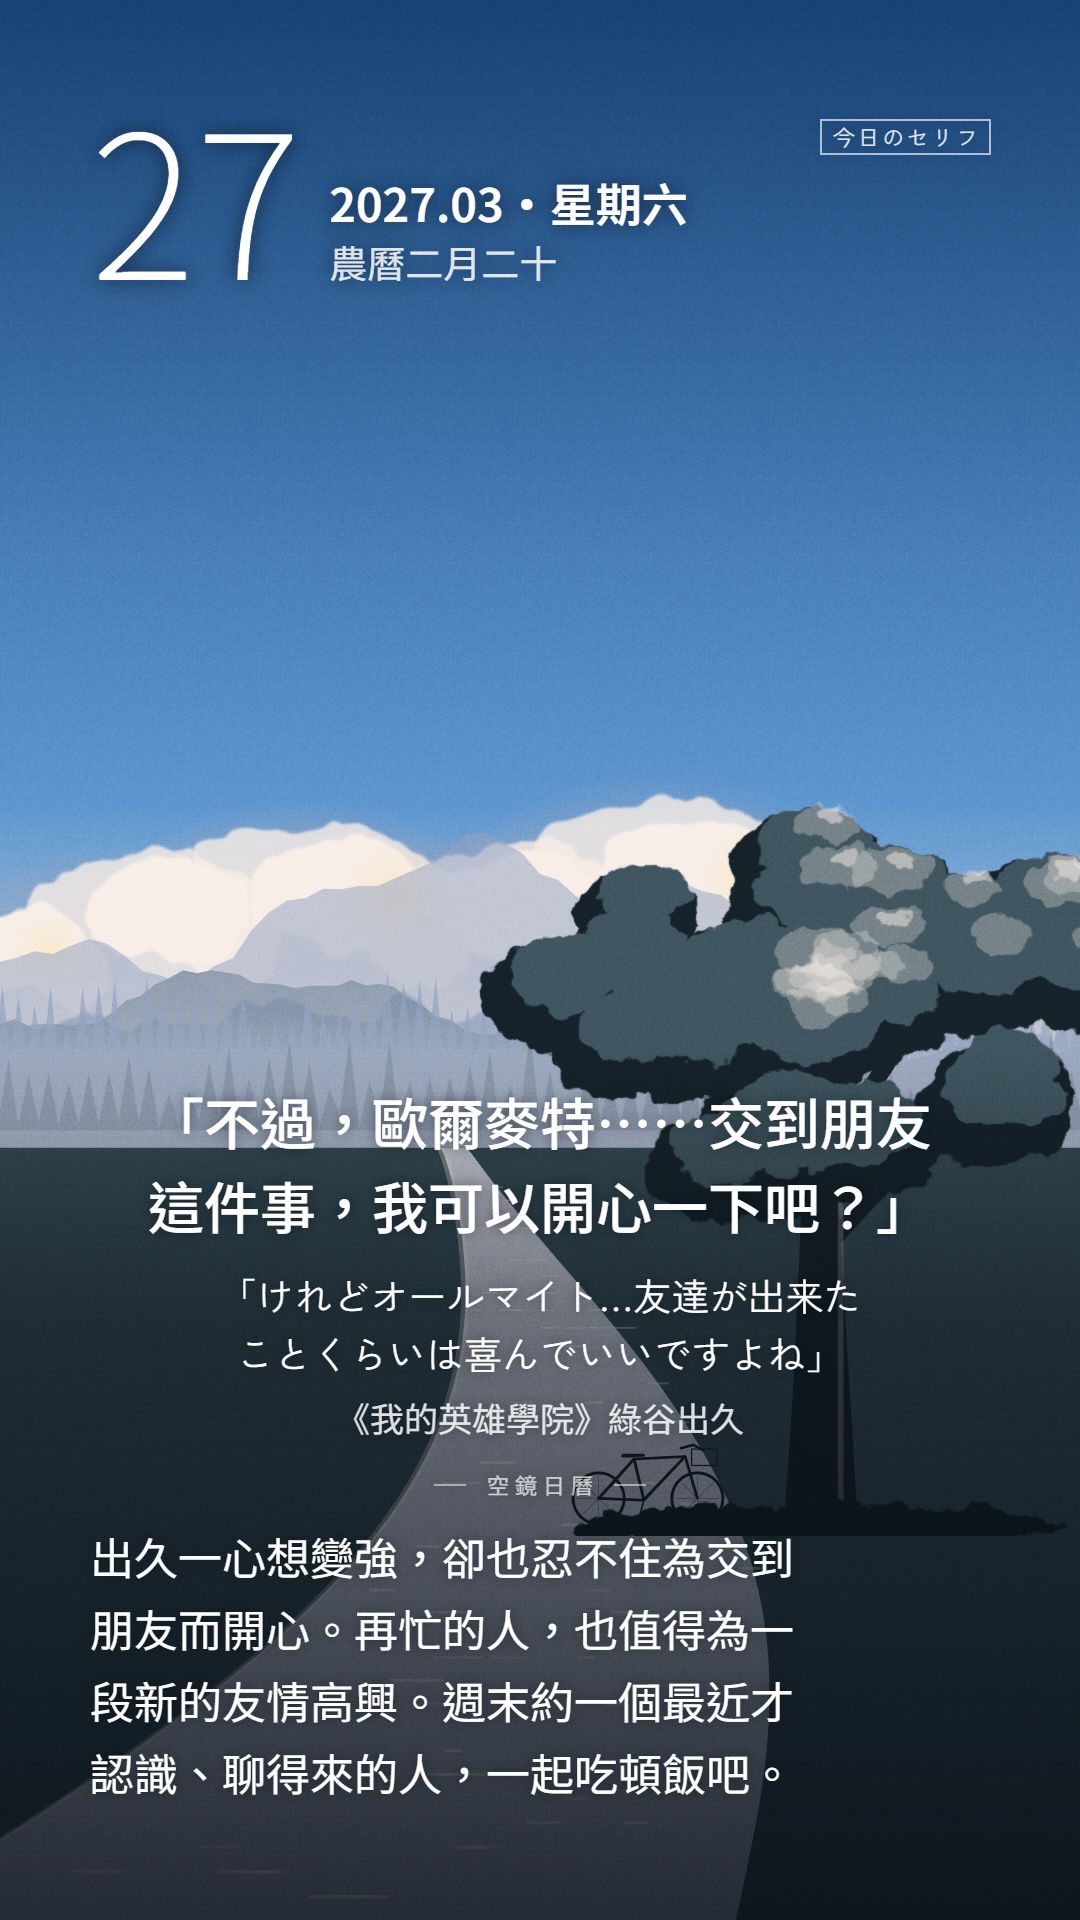 27
2027.03・星期六
農曆二月二十
今日のセリフ
「不過，歐爾麥特……交到朋友
這件事，我可以開心一下吧？」
「けれどオールマイト…友達が出来た
ことくらいは喜んでいいですよね」
《我的英雄學院》綠谷出久
空鏡日曆
出久一心想變強，卻也忍不住為交到
朋友而開心。再忙的人，也值得為一
段新的友情高興。週末約一個最近才
認識、聊得來的人，一起吃頓飯吧。